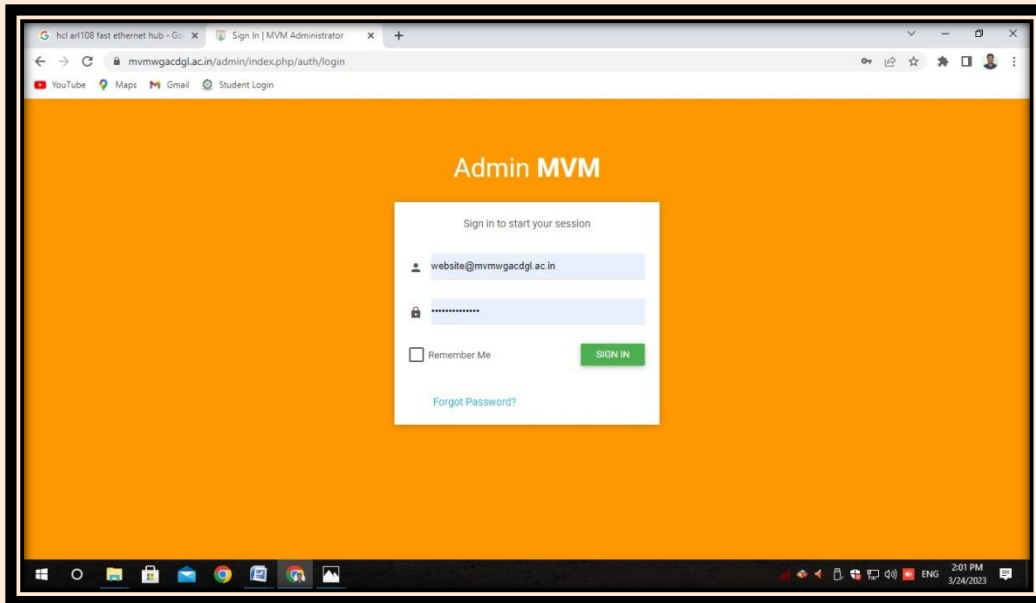 hcl arl108 fast ethernet hub - Go
Sign In | MVM Administrator
mvmwgacdgl.ac.in/admin/index.php/auth/login
YouTube
Maps
Gmail
Student Login
Admin MVM
Sign in to start your session
website@mvmwgacdgl.ac.in
Remember Me
SIGN IN
Forgot Password?
ENG
2:01 PM
3/24/2023